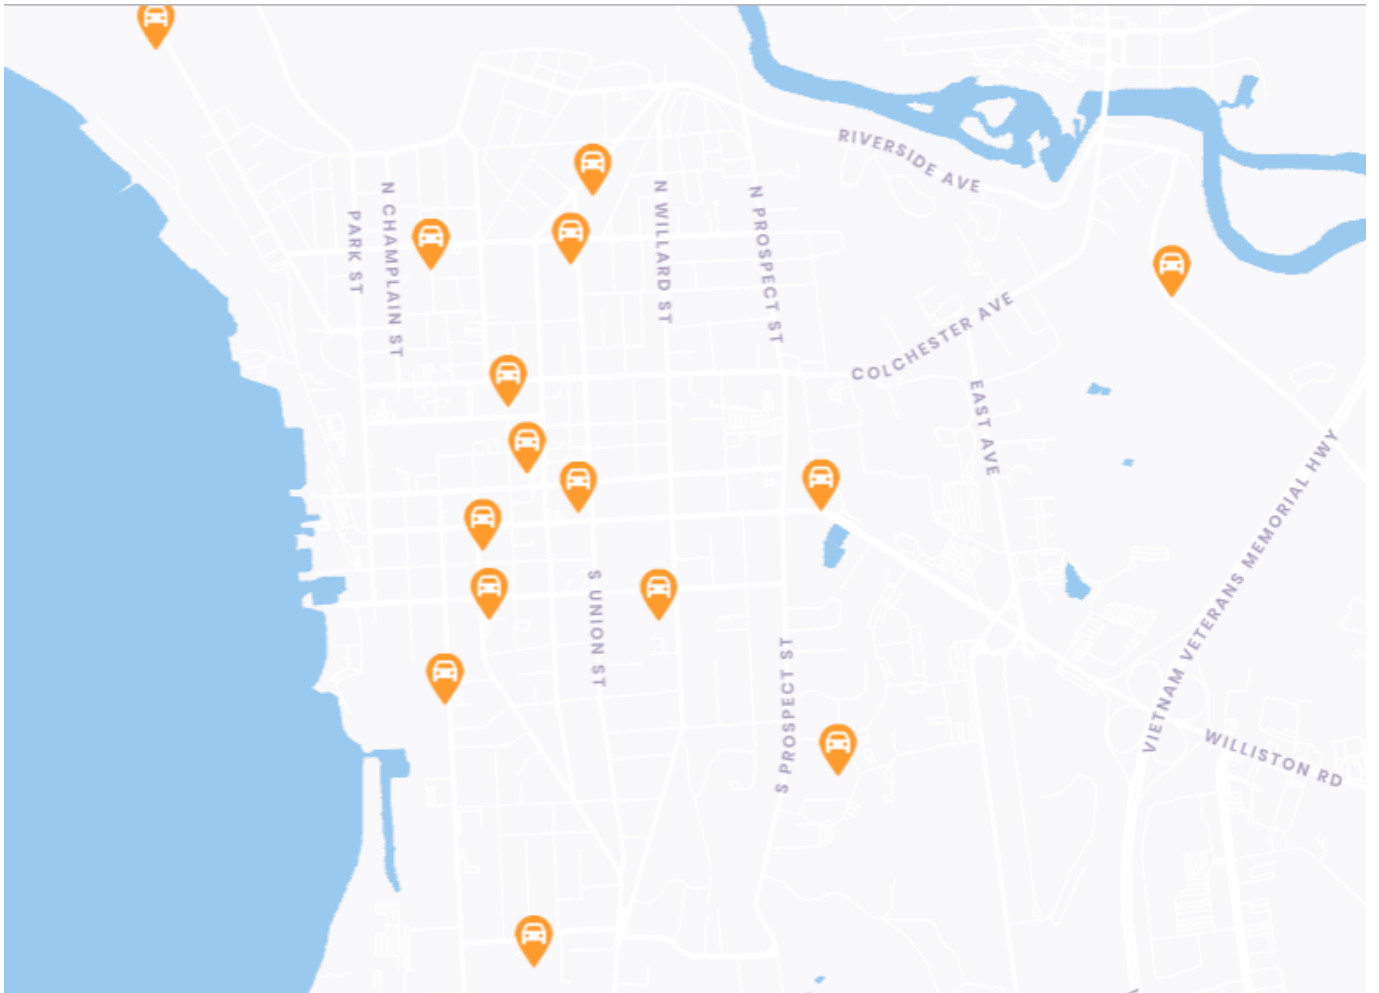 RIVERSIDE AVE
N CHAMPLAIN ST
N WILLARD ST
N PROSPECT ST
PARK ST
COLCHESTER AVE
EAST AVE
VIETNAM VETERANS MEMORIAL HWY
S UNION ST
S PROSPECT ST
WILLISTON RD